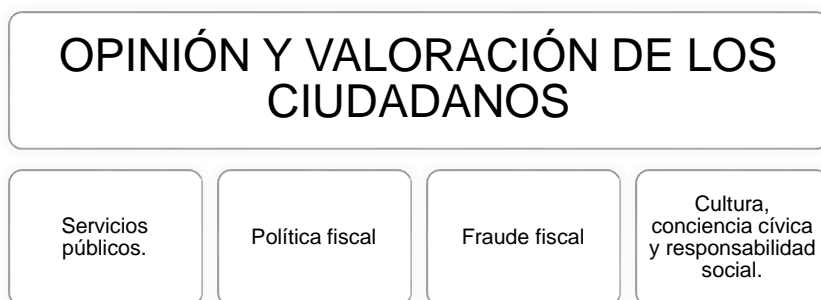 OPINIÓN Y VALORACIÓN DE LOS
CIUDADANOS
Servicios
públicos.
Política fiscal
Fraude fiscal
Cultura,
conciencia cívica
y responsabilidad
social.